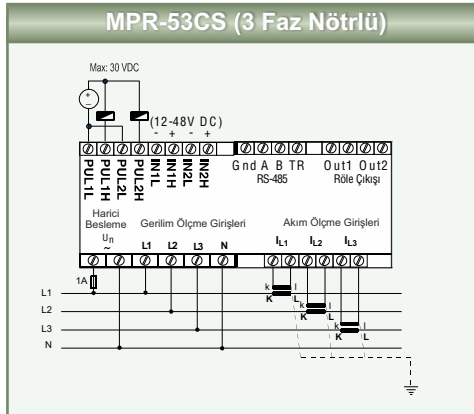 MPR-53CS (3 Faz Nötrlü)
Max: 30 VDC
(12-48V DC)
- + - +
PUL1L PUL1H PUL2L PUL2H IN1L IN1H IN2L IN2H
Gnd A B TR Out1 Out2
RS-485 Röle Çıkışı
Harici Besleme
Gerilim Ölçme Girişleri
Akım Ölçme Girişleri
Un L1 L2 L3 N IL1 IL2 IL3
~
1A
L1
k l
K L
L2
k l
K L
L3
k l
K L
N